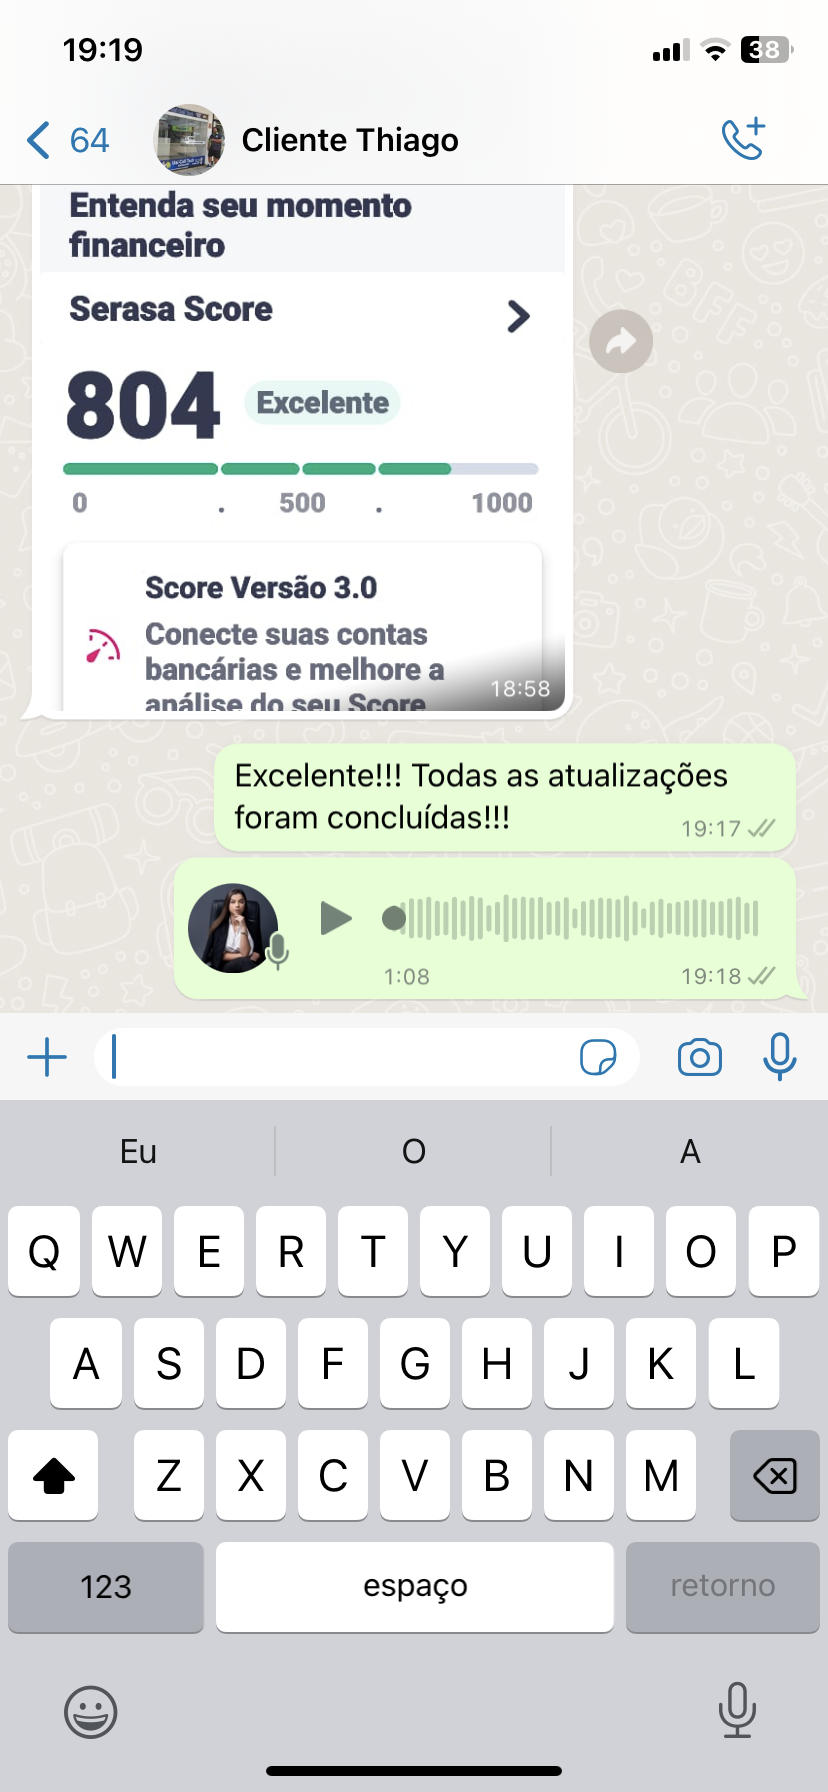 19:19
38
64
Cliente Thiago
Entenda seu momento
financeiro
Serasa Score
804 Excelente
0 . 500 . 1000
Score Versão 3.0
Conecte suas contas
bancárias e melhore a
análise do seu Score
18:58
Excelente!!! Todas as atualizações
foram concluídas!!!
19:17
1:08
19:18
Eu O A
Q W E R T Y U I O P
A S D F G H J K L
Z X C V B N M
123 espaço retorno